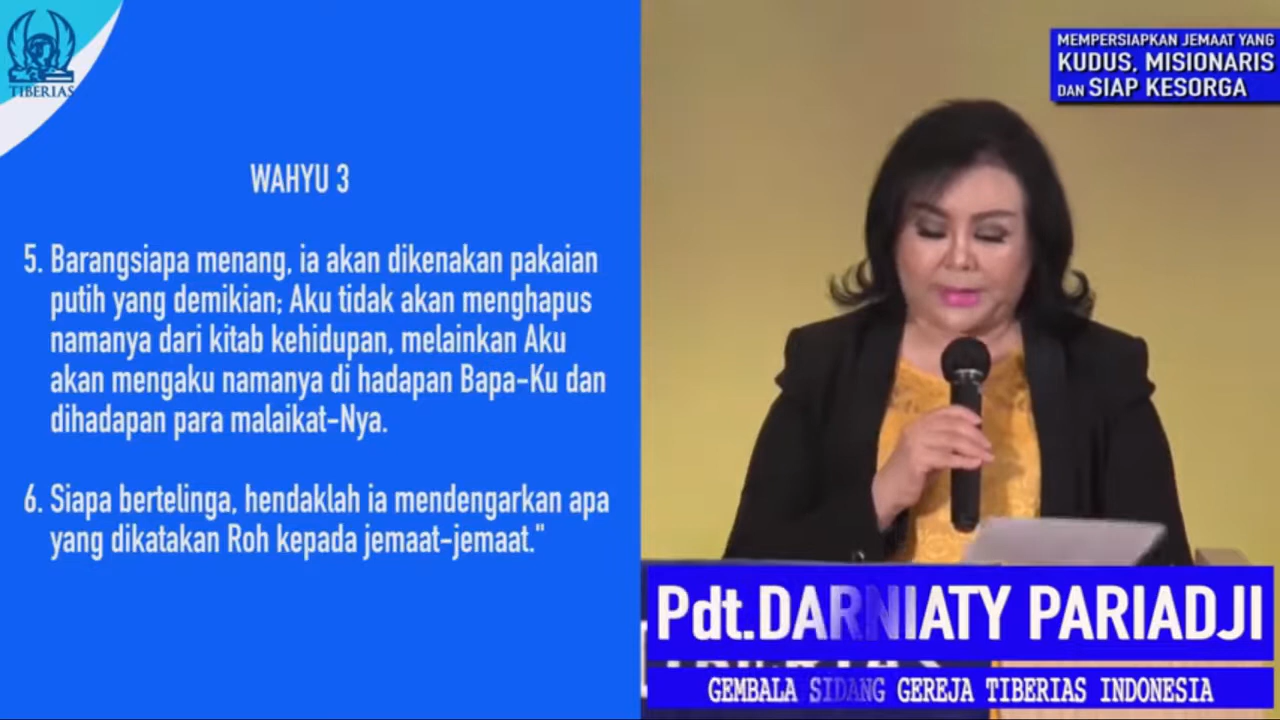 TIBERIAS
WAHYU 3
5. Barangsiapa menang, ia akan dikenakan pakaian
putih yang demikian; Aku tidak akan menghapus
namanya dari kitab kehidupan, melainkan Aku
akan mengaku namanya di hadapan Bapa-Ku dan
dihadapan para malaikat-Nya.
6. Siapa bertelinga, hendaklah ia mendengarkan apa
yang dikatakan Roh kepada jemaat-jemaat."
MEMPERSIAPKAN JEMAAT YANG
KUDUS, MISIONARIS
DAN SIAP KESORGA
Pdt.DARNIATY PARIADJI
TIBERIAS
GEMBALA SIDANG GEREJA TIBERIAS INDONESIA